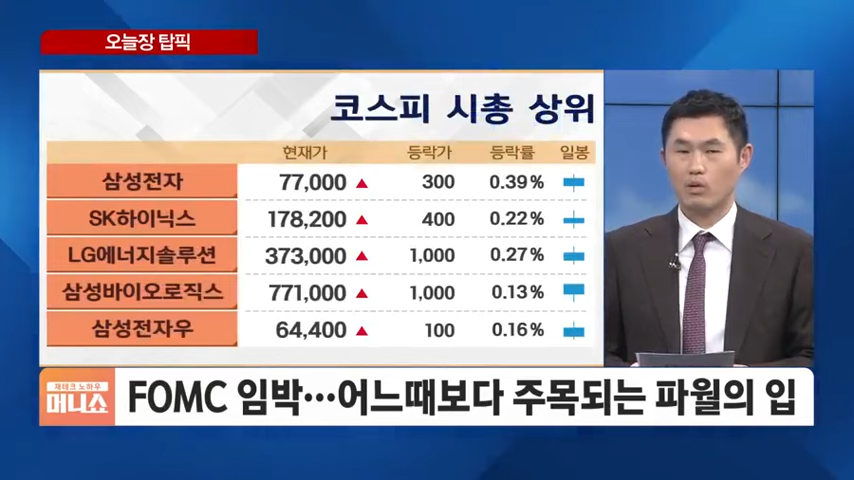 오늘장 탑픽
코스피 시총 상위
현재가 등락가 등락률 일봉
삼성전자 77,000 ▲ 300 0.39%
SK하이닉스 178,200 ▲ 400 0.22%
LG에너지솔루션 373,000 ▲ 1,000 0.27%
삼성바이오로직스 771,000 ▲ 1,000 0.13%
삼성전자우 64,400 ▲ 100 0.16%
재테크 노하우
머니쇼
FOMC 임박…어느때보다 주목되는 파월의 입